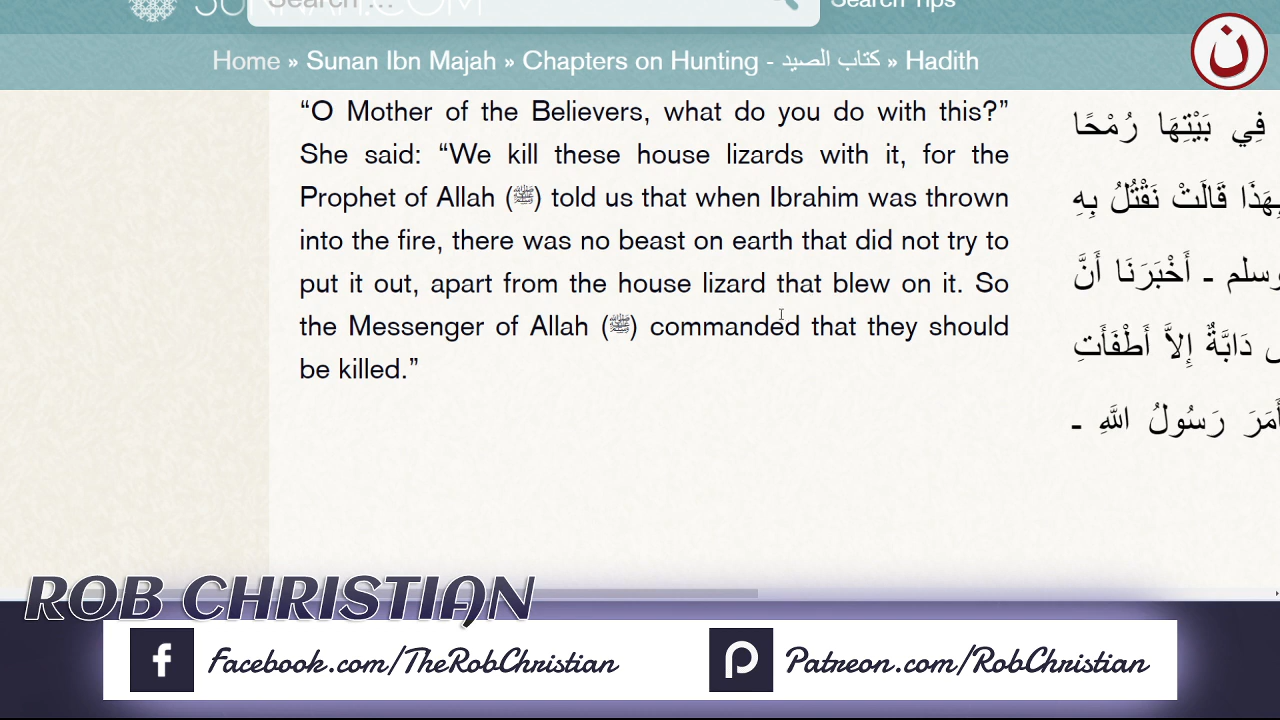 SUNNAH.COM
Search ...
Search Tips
Home » Sunan Ibn Majah » Chapters on Hunting - كتاب الصيد » Hadith
ن
“O Mother of the Believers, what do you do with this?”
She said: “We kill these house lizards with it, for the
Prophet of Allah (ﷺ) told us that when Ibrahim was thrown
into the fire, there was no beast on earth that did not try to
put it out, apart from the house lizard that blew on it. So
the Messenger of Allah (ﷺ) commanded that they should
be killed.”
فِي بَيْتِهَا رُمْحًا
بِهَذَا قَالَتْ نَقْتُلُ بِهِ
وسلم ـ أَخْبَرَنَا أَنَّ
دَابَّةٌ إِلاَّ أَطْفَأَتِ
أَمَرَ رَسُولُ اللَّهِ ـ
ROB CHRISTIAN
f Facebook.com/TheRobChristian
Patreon.com/RobChristian